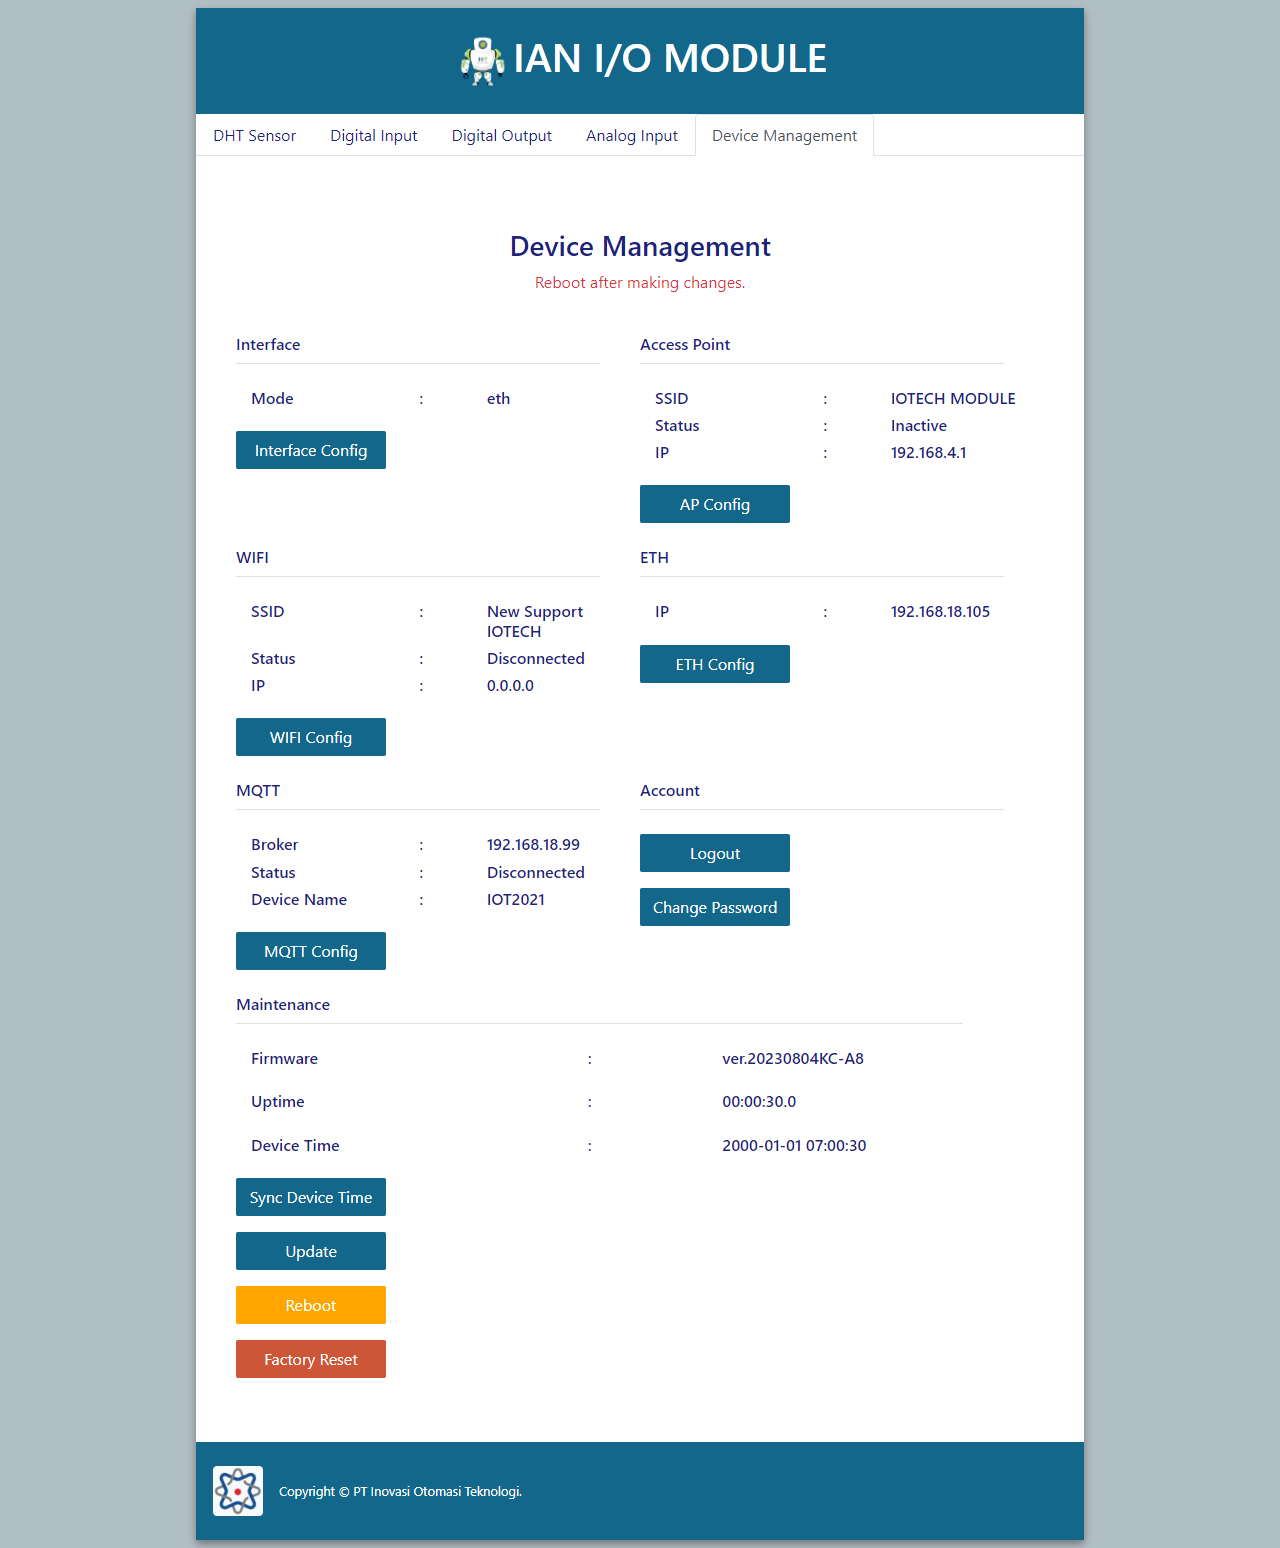 IAN I/O MODULE
DHT Sensor Digital Input Digital Output Analog Input Device Management
Device Management
Reboot after making changes.
Interface
Mode : eth
Interface Config
Access Point
SSID : IOTECH MODULE
Status : Inactive
IP : 192.168.4.1
AP Config
WIFI
SSID : New Support
IOTECH
Status : Disconnected
IP : 0.0.0.0
WIFI Config
ETH
IP : 192.168.18.105
ETH Config
MQTT
Broker : 192.168.18.99
Status : Disconnected
Device Name : IOT2021
MQTT Config
Account
Logout
Change Password
Maintenance
Firmware : ver.20230804KC-A8
Uptime : 00:00:30.0
Device Time : 2000-01-01 07:00:30
Sync Device Time
Update
Reboot
Factory Reset
Copyright © PT Inovasi Otomasi Teknologi.